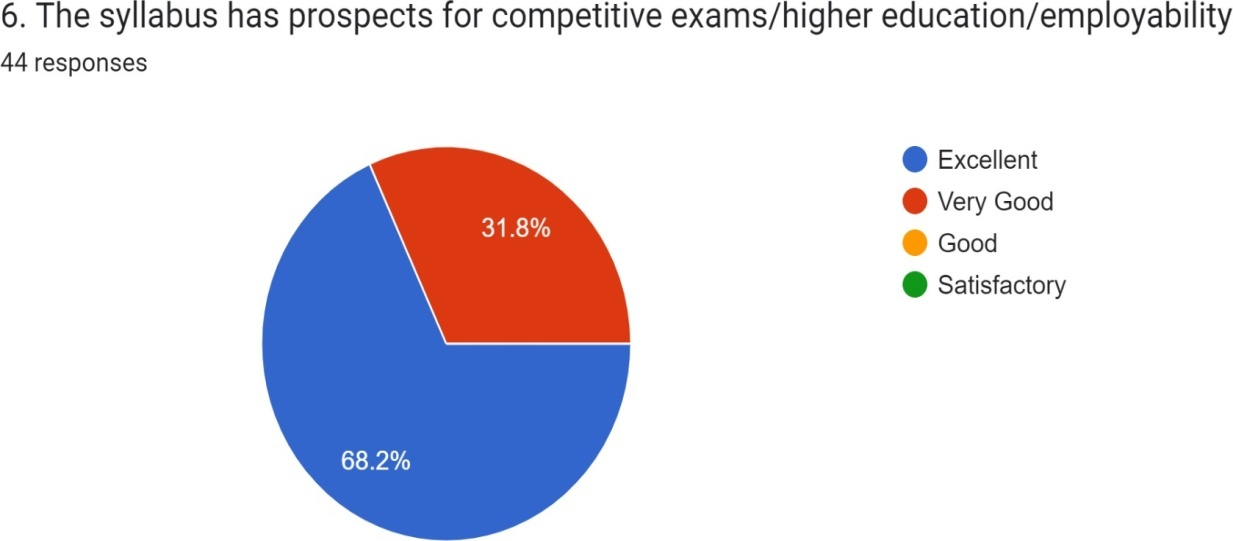 6. The syllabus has prospects for competitive exams/higher education/employability
44 responses
Excellent
Very Good
Good
Satisfactory
31.8%
68.2%